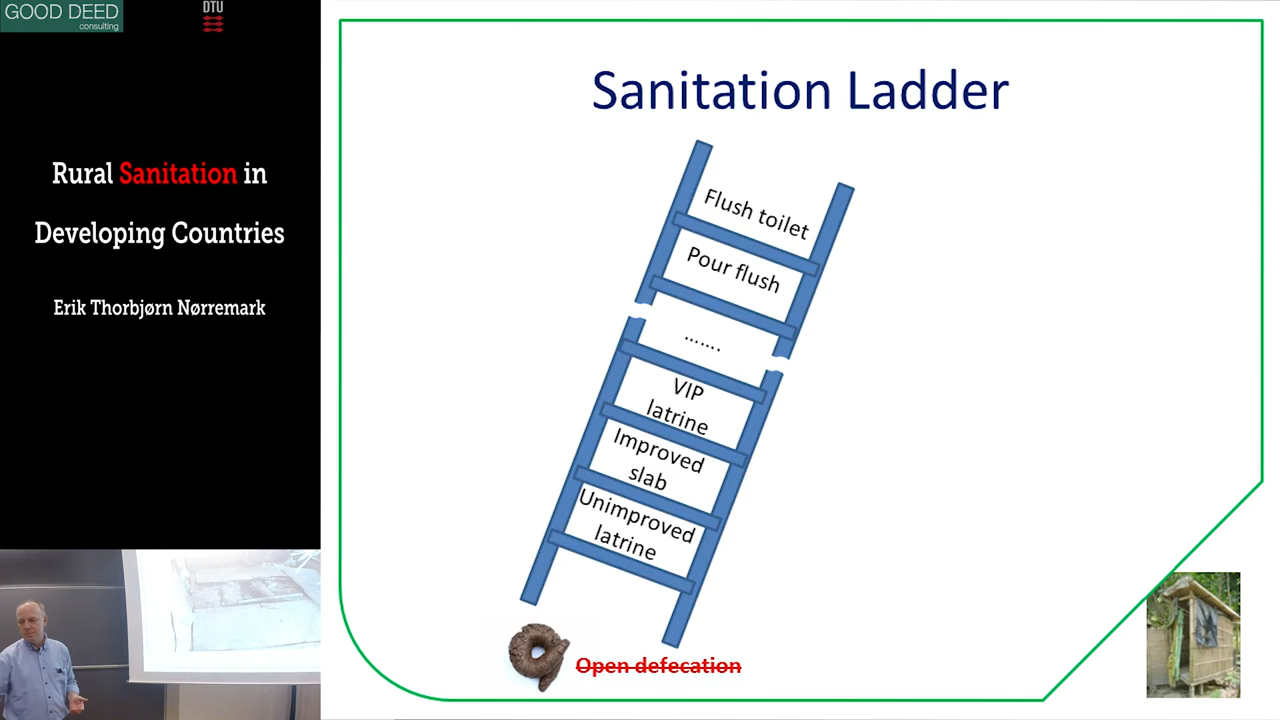 GOOD DEED
consulting
DTU
Rural Sanitation in
Developing Countries
Erik Thorbjørn Nørremark
Sanitation Ladder
Flush toilet
Pour flush
.......
VIP
latrine
Improved
slab
Unimproved
latrine
Open defecation